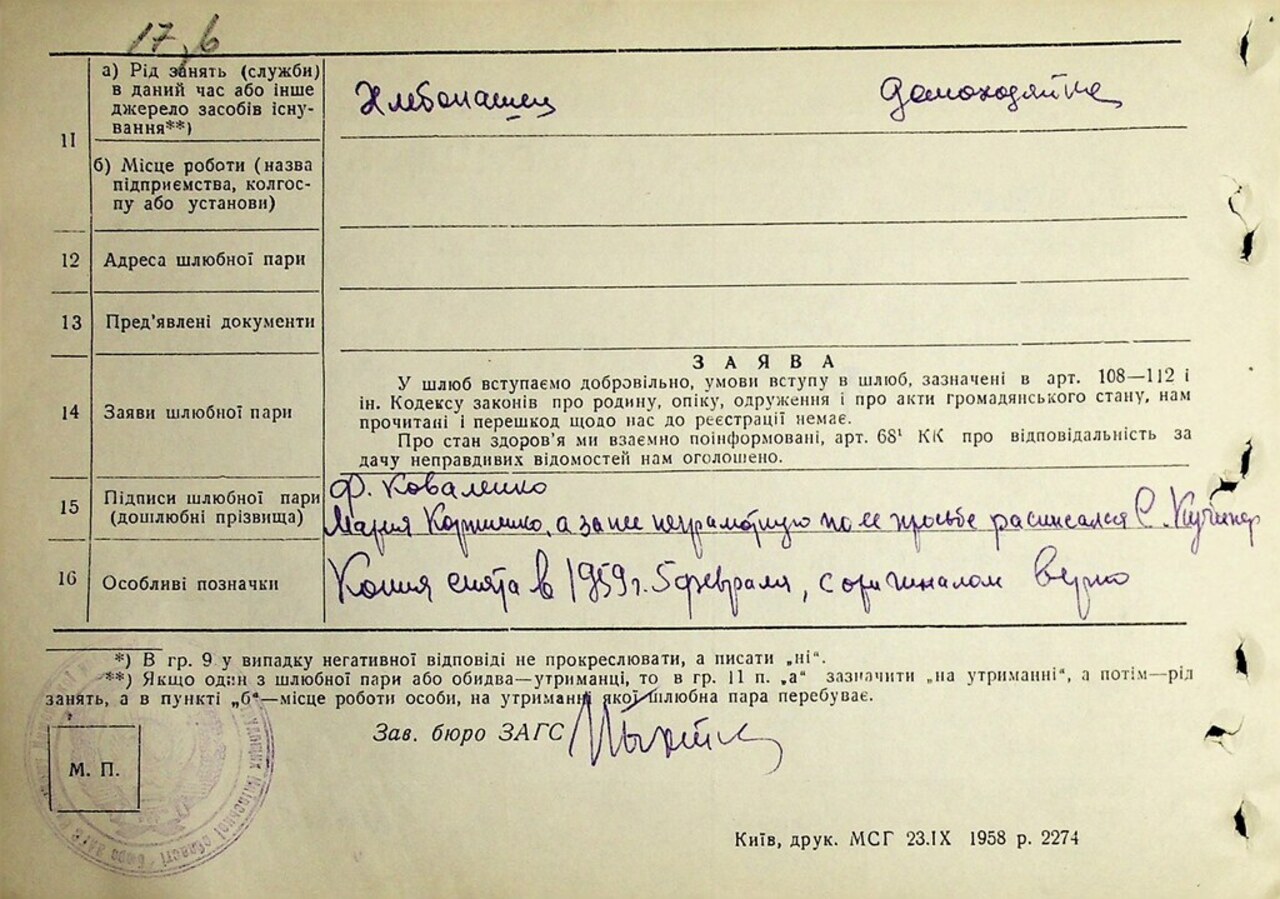 17, б
11
а) Рід занять (служби)
в даний час або інше
джерело засобів існу-
вання**)
Хлебопашец
Домохозяйка
б) Місце роботи (назва
підприємства, колгос-
пу або установи)
12
Адреса шлюбної пари
13
Пред’явлені документи
14
Заяви шлюбної пари
ЗАЯВА
У шлюб вступаємо добровільно, умови вступу в шлюб, зазначені в арт. 108—112 і
ін. Кодексу законів про родину, опіку, одруження і про акти громадянського стану, нам
прочитані і перешкод щодо нас до реєстрації немає.
Про стан здоров’я ми взаємно поінформовані, арт. 68¹ КК про відповідальність за
дачу неправдивих відомостей нам оголошено.
15
Підписи шлюбної пари
(дошлюбні прізвища)
Ф. Коваленко
Мария, а за нее неграмотную по ее просьбе расписался С.
16
Особливі позначки
Копия снята в 1959 г. 5 февраля, с оригиналом верно
*) В гр. 9 у випадку негативної відповіді не прокреслювати, а писати „ні“.
**) Якщо один з шлюбної пари або обидва—утриманці, то в гр. 11 п. „а“ зазначити „на утриманні“, а потім—рід
занять, а в пункті „б“—місце роботи особи, на утриманні якої шлюбна пара перебуває.
Зав. бюро ЗАГС
М. П.
Київської області
Київ, друк. МСГ 23.IX 1958 р. 2274